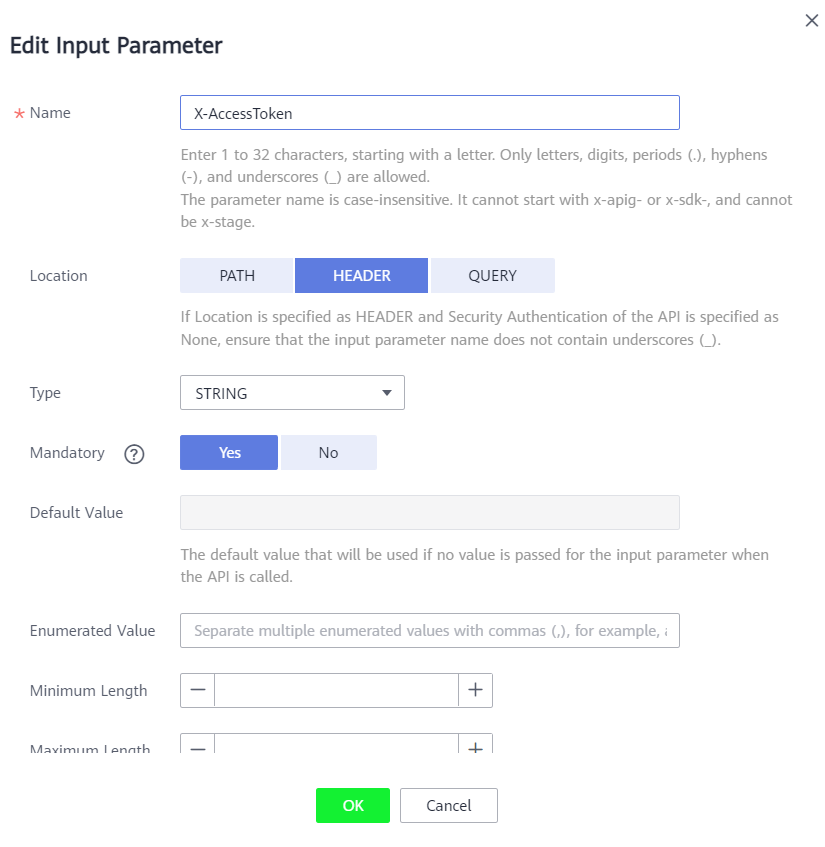 Edit Input Parameter
* Name
X-AccessToken
Enter 1 to 32 characters, starting with a letter. Only letters, digits, periods (.), hyphens
(-), and underscores (_) are allowed.
The parameter name is case-insensitive. It cannot start with x-apig- or x-sdk-, and cannot
be x-stage.
Location
PATH
HEADER
QUERY
If Location is specified as HEADER and Security Authentication of the API is specified as
None, ensure that the input parameter name does not contain underscores (_).
Type
STRING
Mandatory
Yes
No
Default Value
The default value that will be used if no value is passed for the input parameter when
the API is called.
Enumerated Value
Separate multiple enumerated values with commas (,), for example,
Minimum Length
Maximum Length
OK
Cancel